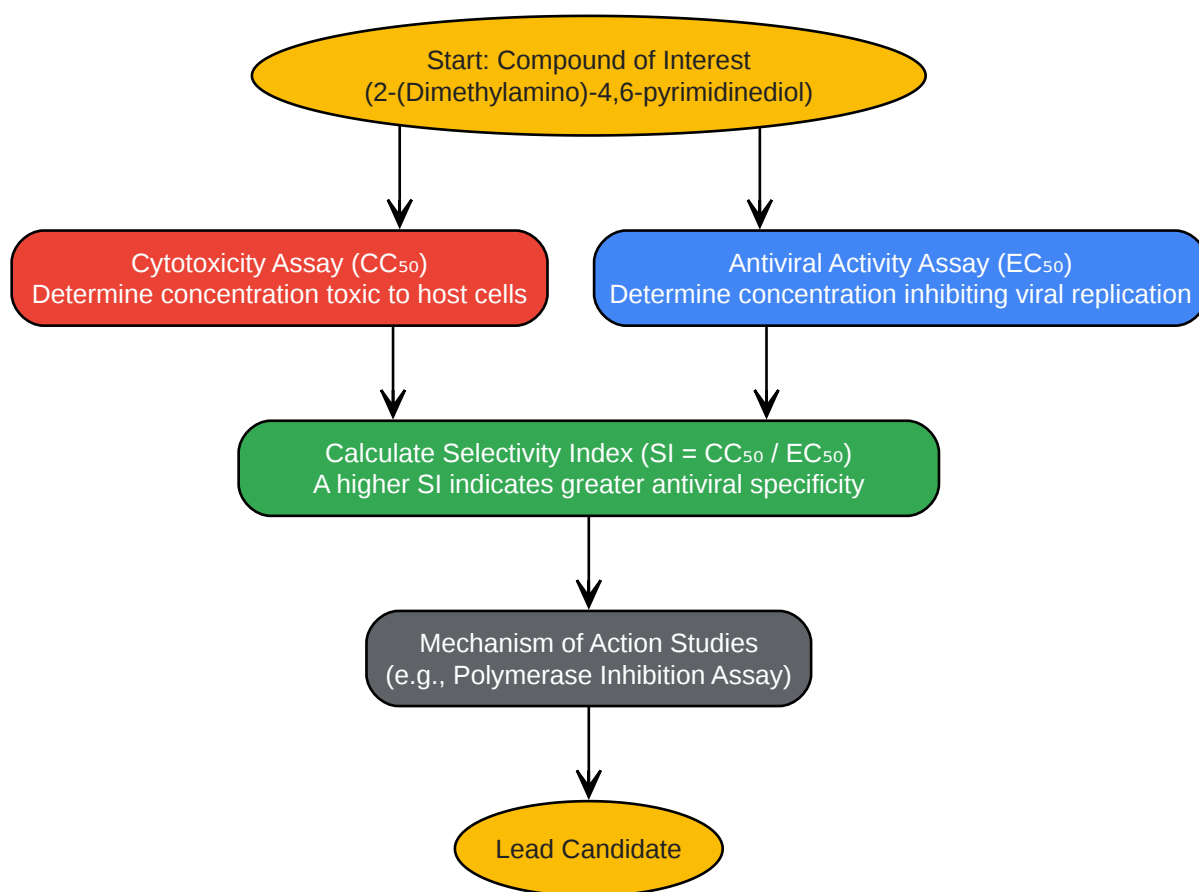 Start: Compound of Interest
(2-(Dimethylamino)-4,6-pyrimidinediol)
Cytotoxicity Assay (CC₅₀)
Determine concentration toxic to host cells
Antiviral Activity Assay (EC₅₀)
Determine concentration inhibiting viral replication
Calculate Selectivity Index (SI = CC₅₀ / EC₅₀)
A higher SI indicates greater antiviral specificity
Mechanism of Action Studies
(e.g., Polymerase Inhibition Assay)
Lead Candidate